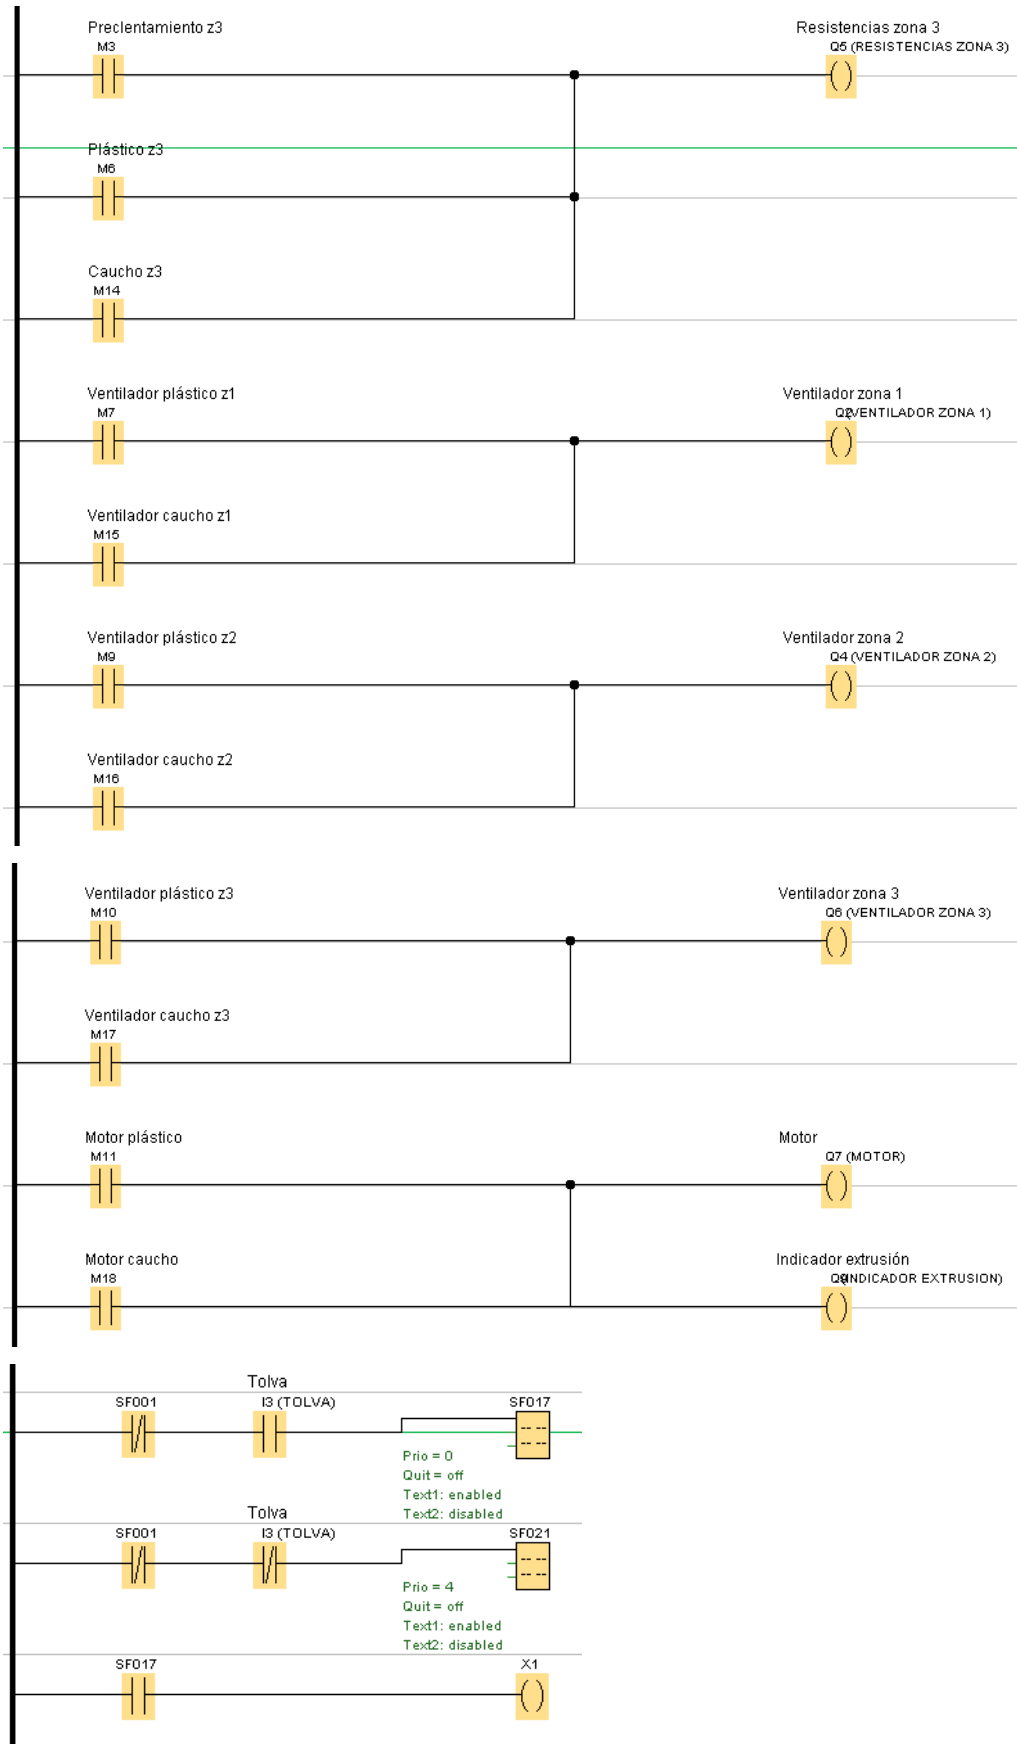 Preclentamiento z3
Resistencias zona 3
M3
Q5 (RESISTENCIAS ZONA 3)
Plástico z3
M6
Caucho z3
M14
Ventilador plástico z1
Ventilador zona 1
M7
Q2(VENTILADOR ZONA 1)
Ventilador caucho z1
M15
Ventilador plástico z2
Ventilador zona 2
M9
Q4 (VENTILADOR ZONA 2)
Ventilador caucho z2
M16
Ventilador plástico z3
Ventilador zona 3
M10
Q6 (VENTILADOR ZONA 3)
Ventilador caucho z3
M17
Motor plástico
Motor
M11
Q7 (MOTOR)
Motor caucho
Indicador extrusión
M18
(INDICADOR EXTRUSION)
Tolva
SF001
I3 (TOLVA)
SF017
Prio = 0
Quit = off
Text1: enabled
Text2: disabled
Tolva
SF001
I3 (TOLVA)
SF021
Prio = 4
Quit = off
Text1: enabled
Text2: disabled
SF017
X1